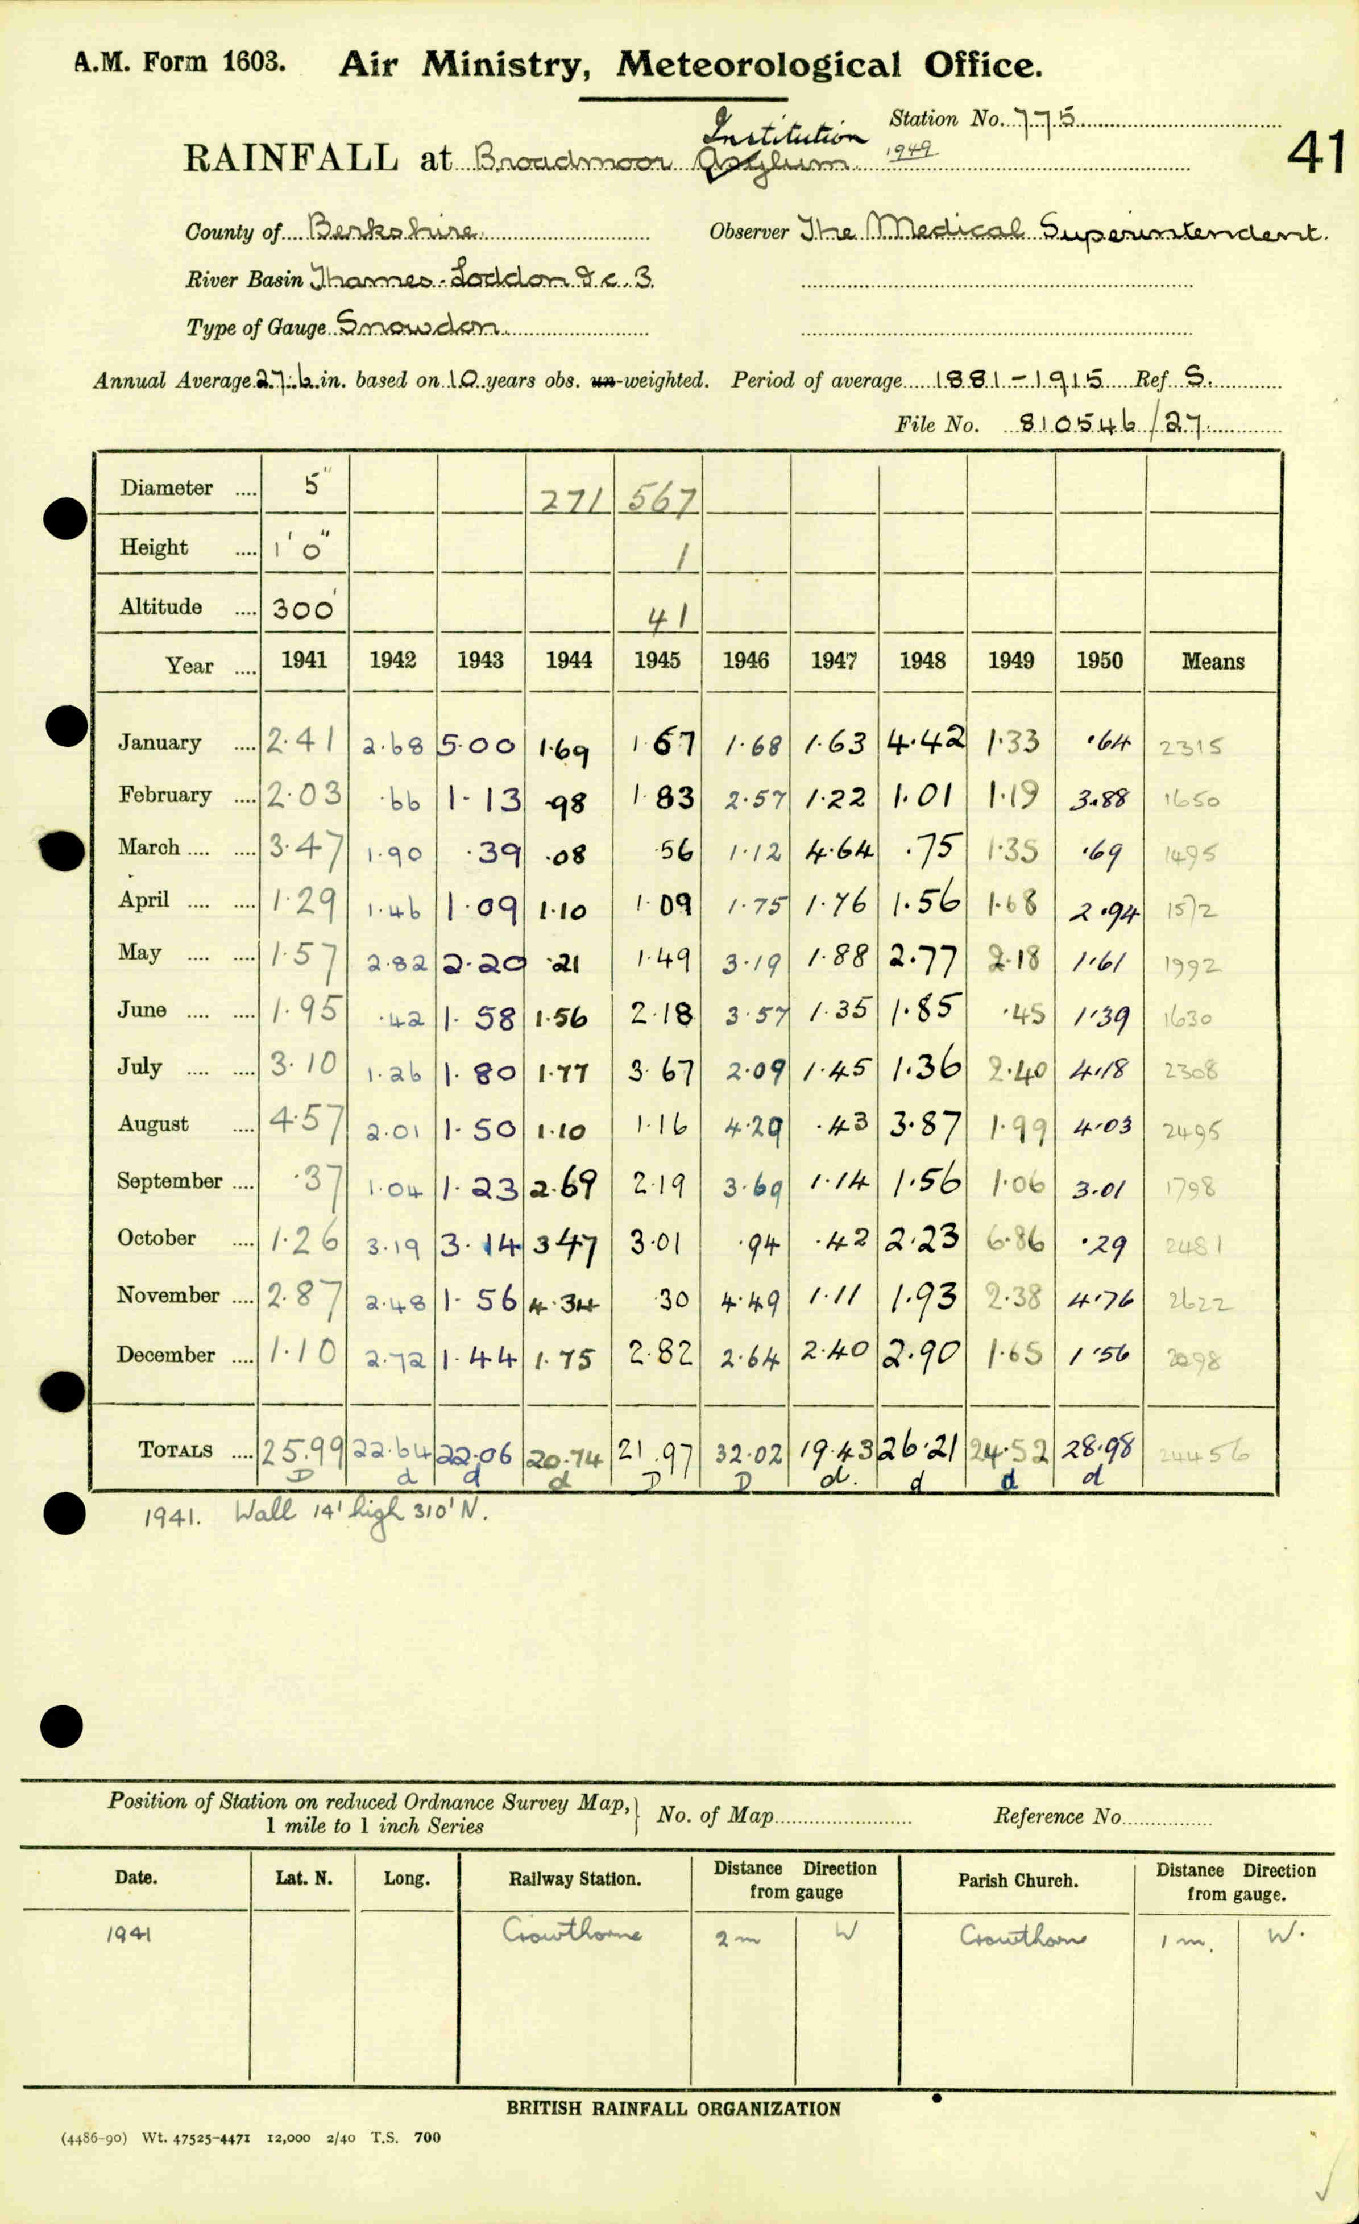 A.M. Form 1603. Air Ministry, Meteorological Office.
Station No. 775
Institution
RAINFALL at Broadmoor Asylum 1949
41
County of Berkshire Observer The Medical Superintendent.
River Basin Thames-Loddon &c. 3
Type of Gauge Snowdon
Annual Average 27.6 in. based on 10 years obs. un-weighted. Period of average 1881-1915 Ref S.
File No. 810546/27
Diameter .... 5" 271 567
Height .... 1'0" 1
Altitude .... 300' 41
Year .... 1941 1942 1943 1944 1945 1946 1947 1948 1949 1950 Means
January .... 2.41 2.68 5.00 1.69 1.67 1.68 1.63 4.42 1.33 .64 2315
February .... 2.03 .66 1.13 .98 1.83 2.57 1.22 1.01 1.19 3.88 1650
March .... .... 3.47 1.90 .39 .08 .56 1.12 4.64 .75 1.35 .69 1495
April .... .... 1.29 1.46 1.09 1.10 1.09 1.75 1.76 1.56 1.68 2.94 1572
May .... .... 1.57 2.82 2.20 .21 1.49 3.19 1.88 2.77 2.18 1.61 1992
June .... .... 1.95 .42 1.58 1.56 2.18 3.57 1.35 1.85 .45 1.39 1630
July .... .... 3.10 1.26 1.80 1.77 3.67 2.09 1.45 1.36 2.40 4.18 2308
August .... 4.57 2.01 1.50 1.10 1.16 4.29 .43 3.87 1.99 4.03 2495
September .... .37 1.04 1.23 2.69 2.19 3.69 1.14 1.56 1.06 3.01 1798
October .... 1.26 3.19 3.14 3.47 3.01 .94 .42 2.23 6.86 .29 2481
November .... 2.87 2.48 1.56 4.34 .30 4.49 1.11 1.93 2.38 4.76 2622
December .... 1.10 2.72 1.44 1.75 2.82 2.64 2.40 2.90 1.65 1.56 2098
TOTALS .... 25.99 22.64 22.06 20.74 21.97 32.02 19.43 26.21 24.52 28.98 24456
D d d d D D d. d d d
1941. Wall 14' high 310' N.
Position of Station on reduced Ordnance Survey Map, No. of Map Reference No.
1 mile to 1 inch Series
Date. Lat. N. Long. Railway Station. Distance Direction from gauge Parish Church. Distance Direction from gauge.
1941 Crowthorne 2m W Crowthorn 1m. W.
BRITISH RAINFALL ORGANIZATION
(4486-90) Wt. 47525-4471 12,000 2/40 T.S. 700